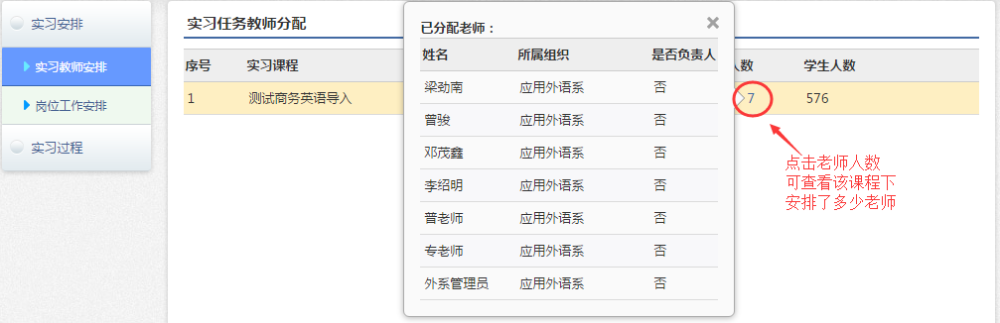 实习安排
实习教师安排
岗位工作安排
实习过程
实习任务教师分配
序号 实习课程 人数 学生人数
1 测试商务英语导入 7 576
已分配老师：
姓名 所属组织 是否负责人
梁劲南 应用外语系 否
曾骏 应用外语系 否
邓茂鑫 应用外语系 否
李绍明 应用外语系 否
普老师 应用外语系 否
专老师 应用外语系 否
外系管理员 应用外语系 否
点击老师人数
可查看该课程下
安排了多少老师